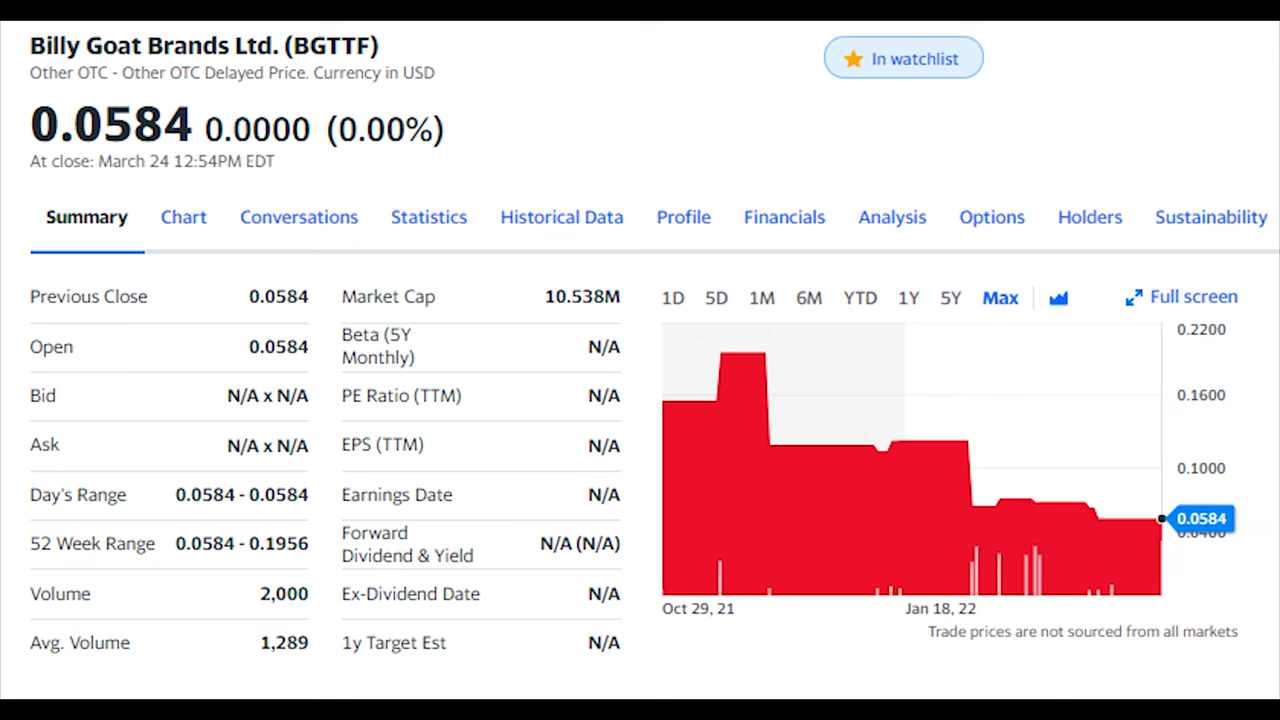 Billy Goat Brands Ltd. (BGTTF)
In watchlist
Other OTC - Other OTC Delayed Price. Currency in USD
0.0584 0.0000 (0.00%)
At close: March 24 12:54PM EDT
Summary Chart Conversations Statistics Historical Data Profile Financials Analysis Options Holders Sustainability
Previous Close 0.0584
Open 0.0584
Bid N/A x N/A
Ask N/A x N/A
Day's Range 0.0584 - 0.0584
52 Week Range 0.0584 - 0.1956
Volume 2,000
Avg. Volume 1,289
Market Cap 10.538M
Beta (5Y
Monthly) N/A
PE Ratio (TTM) N/A
EPS (TTM) N/A
Earnings Date N/A
Forward
Dividend & Yield N/A (N/A)
Ex-Dividend Date N/A
1y Target Est N/A
1D 5D 1M 6M YTD 1Y 5Y Max Full screen
0.2200
0.1600
0.1000
0.0584
0.0400
Oct 29, 21 Jan 18, 22
Trade prices are not sourced from all markets